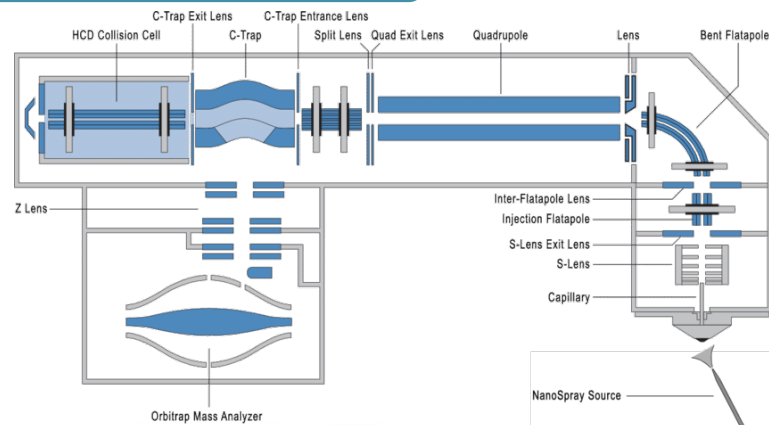 C-Trap Exit Lens
C-Trap Entrance Lens
HCD Collision Cell
C-Trap
Split Lens
Quad Exit Lens
Quadrupole
Lens
Bent Flatapole
Z Lens
Inter-Flatapole Lens
Injection Flatapole
S-Lens Exit Lens
S-Lens
Capillary
NanoSpray Source
Orbitrap Mass Analyzer